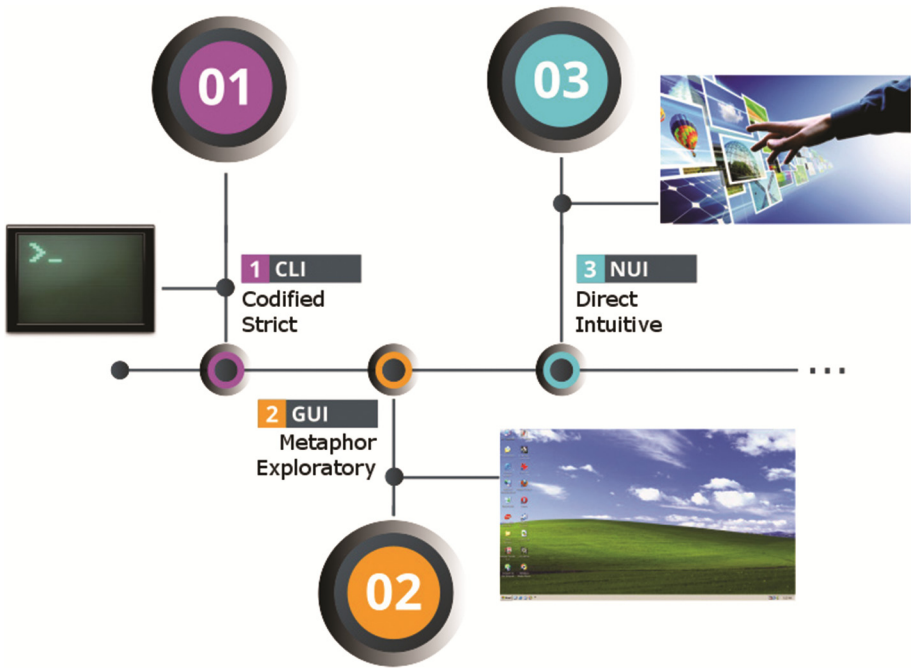 01
03
>_
1 CLI
Codified
Strict
3 NUI
Direct
Intuitive
...
2 GUI
Metaphor
Exploratory
02